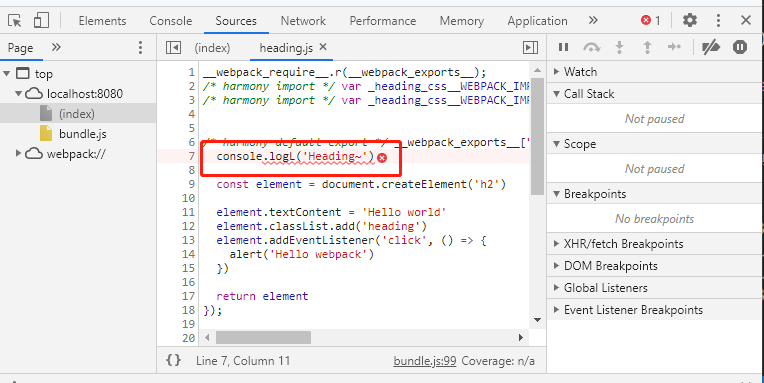 Elements Console Sources Network Performance Memory Application » 1
Page » (index) heading.js ×
top
localhost:8080
(index)
bundle.js
webpack://
1 __webpack_require__.r(__webpack_exports__);
2 /* harmony import */ var _heading_css__WEBPACK_IMP
3 /* harmony import */ var _heading_css__WEBPACK_IMP
4
5
6 /* harmony default export */ __webpack_exports__["
7 console.logL('Heading~')
8
9 const element = document.createElement('h2')
10
11 element.textContent = 'Hello world'
12 element.classList.add('heading')
13 element.addEventListener('click', () => {
14 alert('Hello webpack')
15 })
16
17 return element
18 });
19
20
{} Line 7, Column 11 bundle.js:99 Coverage: n/a
Watch
Call Stack
Not paused
Scope
Not paused
Breakpoints
No breakpoints
XHR/fetch Breakpoints
DOM Breakpoints
Global Listeners
Event Listener Breakpoints